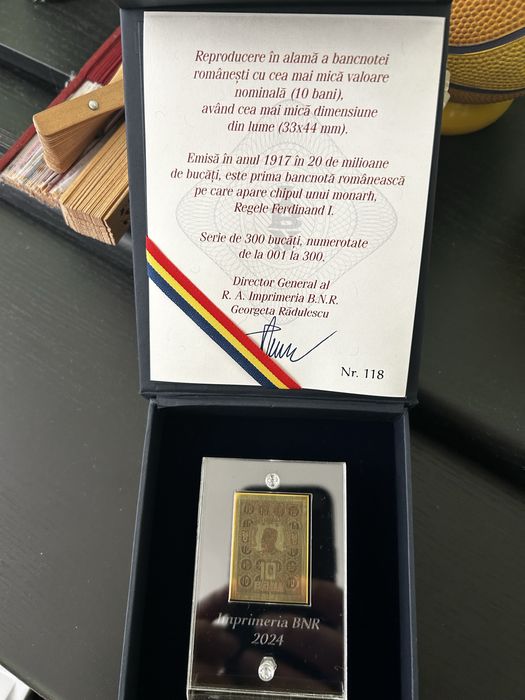 Reproducere în alamă a bancnotei
românești cu cea mai mică valoare
nominală (10 bani),
având cea mai mică dimensiune
din lume (33x44 mm).
Emisă în anul 1917 în 20 de milioane
de bucăți, este prima bancnotă românească
pe care apare chipul unui monarh,
Regele Ferdinand I.
Serie de 300 bucăți, numerotate
de la 001 la 300.
Director General al
R. A. Imprimeria B.N.R.
Georgeta Rădulescu
Nr. 118
10
BANI
Imprimeria BNR
2024